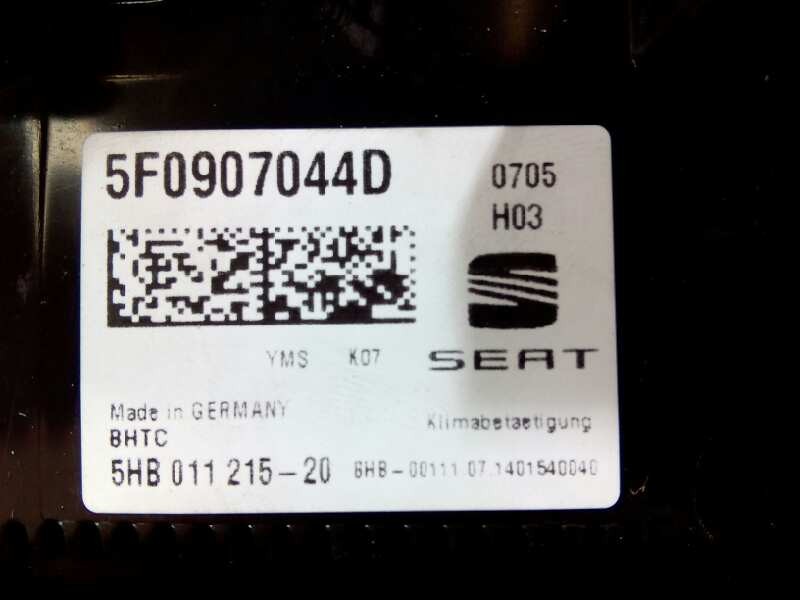 5F0907044D
0705
H03
YMS K07
SEAT
Made in GERMANY
Klimabetaetigung
BHTC
5HB 011 215-20
6HB-00111 07.1401540040